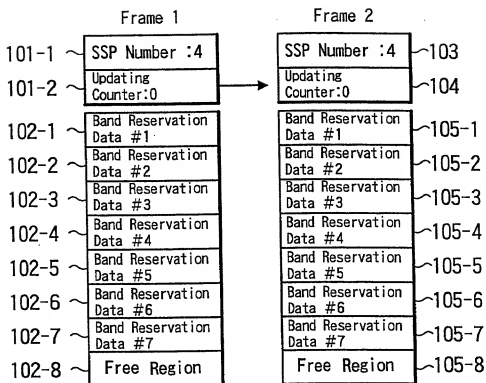 Frame 1
101-1 SSP Number :4
101-2 Updating
Counter:0
102-1 Band Reservation
Data #1
102-2 Band Reservation
Data #2
102-3 Band Reservation
Data #3
102-4 Band Reservation
Data #4
102-5 Band Reservation
Data #5
102-6 Band Reservation
Data #6
102-7 Band Reservation
Data #7
102-8 Free Region
Frame 2
SSP Number :4 103
Updating
Counter:0 104
Band Reservation
Data #1 105-1
Band Reservation
Data #2 105-2
Band Reservation
Data #3 105-3
Band Reservation
Data #4 105-4
Band Reservation
Data #5 105-5
Band Reservation
Data #6 105-6
Band Reservation
Data #7 105-7
Free Region 105-8